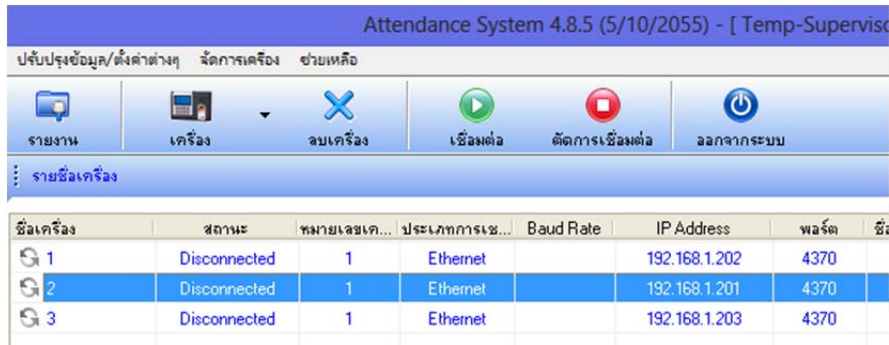 Attendance System 4.8.5 (5/10/2055) - [ Temp-Superviso
ปรับปรุงข้อมูล/ตั้งค่าต่างๆ จัดการเครื่อง ช่วยเหลือ
รายงาน เครื่อง ลบเครื่อง เชื่อมต่อ ตัดการเชื่อมต่อ ออกจากระบบ
รายชื่อเครื่อง
ชื่อเครื่อง สถานะ หมายเลขเค... ประเภทการเช... Baud Rate IP Address พอร์ต ชื่อ
1 Disconnected 1 Ethernet 192.168.1.202 4370
2 Disconnected 1 Ethernet 192.168.1.201 4370
3 Disconnected 1 Ethernet 192.168.1.203 4370